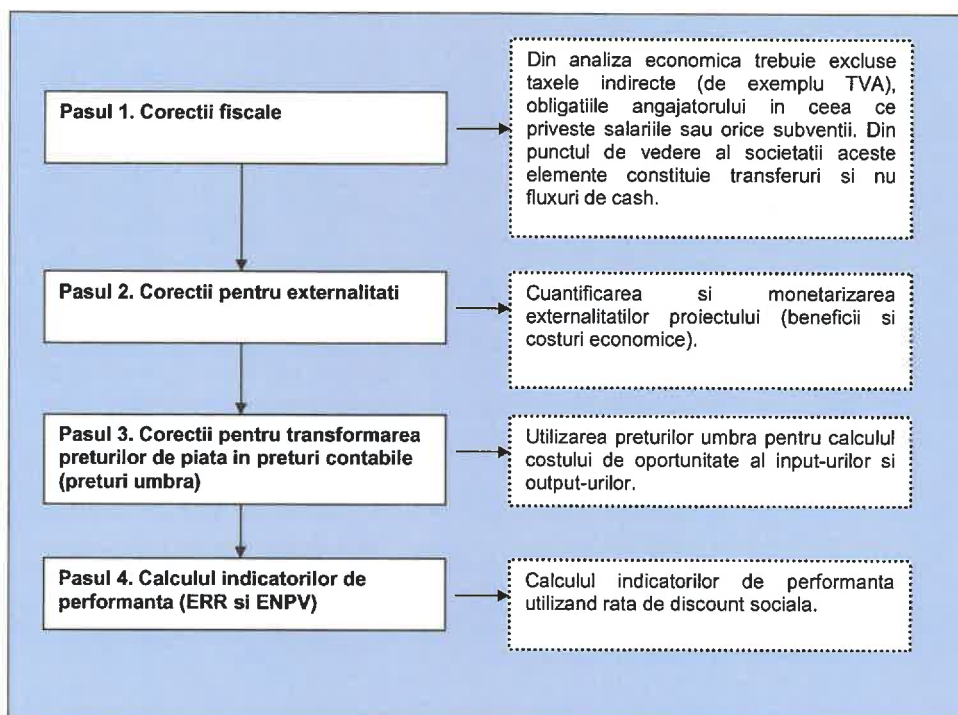 Pasul 1. Corectii fiscale
Din analiza economica trebuie excluse
taxele indirecte (de exemplu TVA),
obligatiile angajatorului in ceea ce
priveste salariile sau orice subventii. Din
punctul de vedere al societatii aceste
elemente constituie transferuri si nu
fluxuri de cash.
Pasul 2. Corectii pentru externalitati
Cuantificarea si monetarizarea
externalitatilor proiectului (beneficii si
costuri economice).
Pasul 3. Corectii pentru transformarea
preturilor de piata in preturi contabile
(preturi umbra)
Utilizarea preturilor umbra pentru calculul
costului de oportunitate al input-urilor si
output-urilor.
Pasul 4. Calculul indicatorilor de
performanta (ERR si ENPV)
Calculul indicatorilor de performanta
utilizand rata de discount sociala.